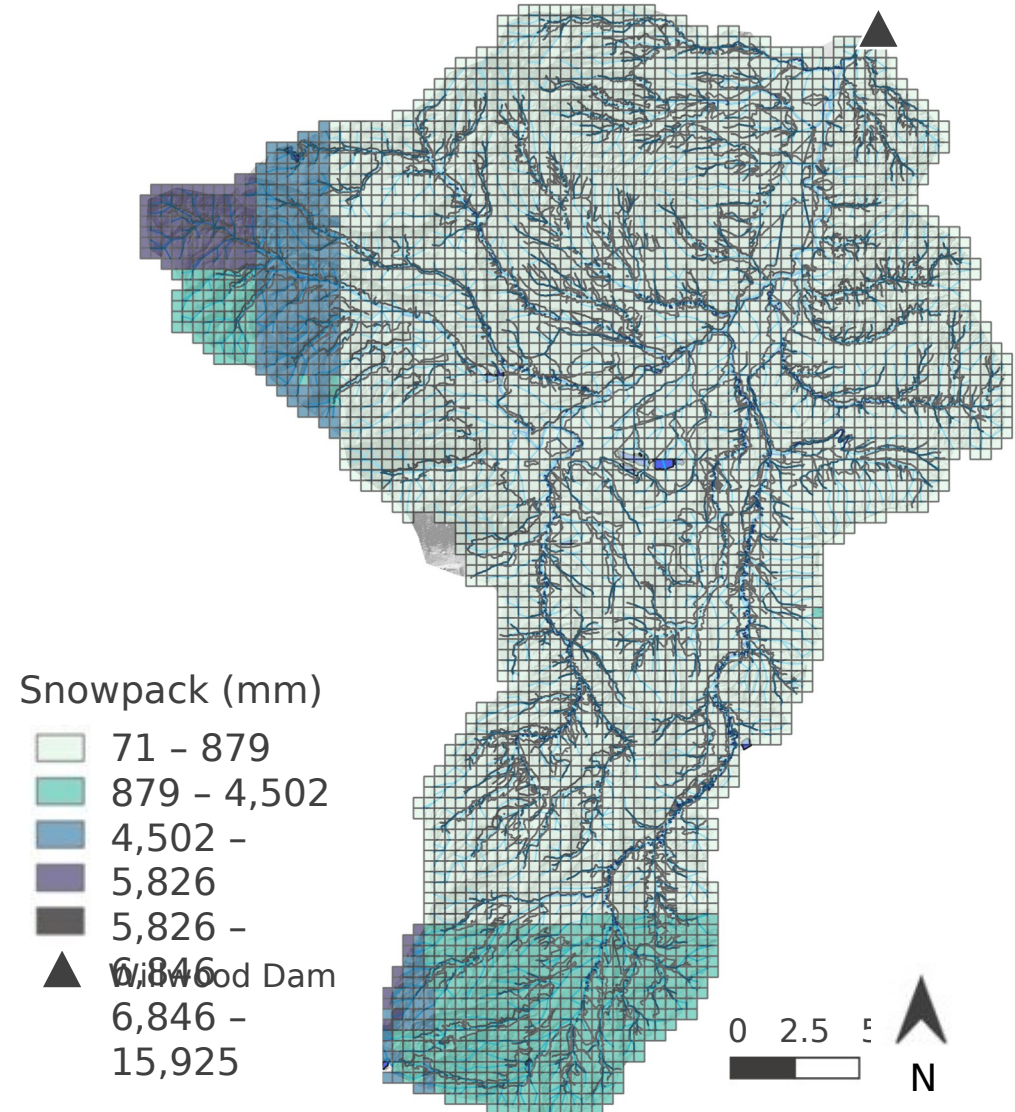 Snowpack (mm)
71 – 879
879 – 4,502
4,502 –
5,826
5,826 –
6,846
Willwood Dam
6,846 –
15,925
0 2.5 5
N